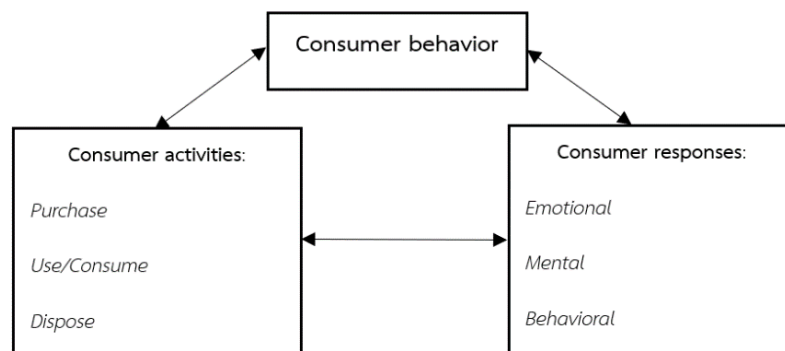 Consumer behavior
Consumer activities:
Purchase
Use/Consume
Dispose
Consumer responses:
Emotional
Mental
Behavioral